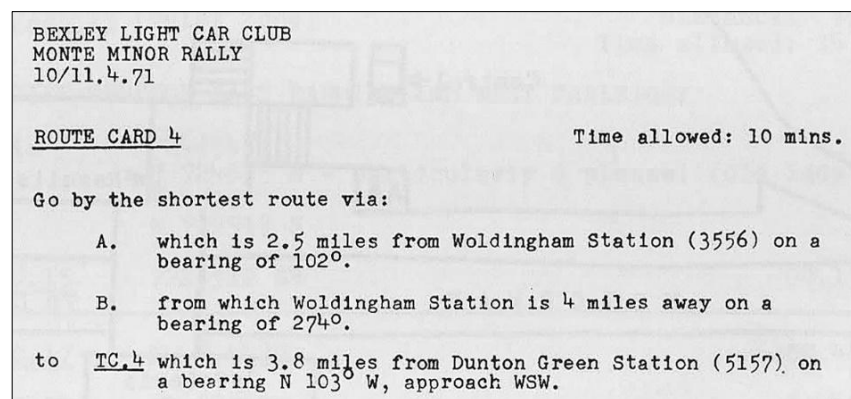 BEXLEY LIGHT CAR CLUB
MONTE MINOR RALLY
10/11.4.71
ROUTE CARD 4 Time allowed: 10 mins.
Go by the shortest route via:
A. which is 2.5 miles from Woldingham Station (3556) on a
bearing of 102°.
B. from which Woldingham Station is 4 miles away on a
bearing of 274°.
to TC.4 which is 3.8 miles from Dunton Green Station (5157) on
a bearing N 103° W, approach WSW.